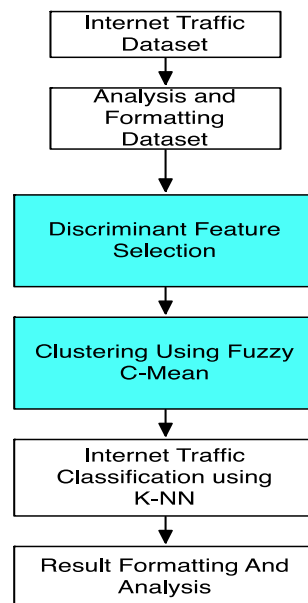 Internet Traffic
Dataset
Analysis and
Formatting
Dataset
Discriminant Feature
Selection
Clustering Using Fuzzy
C-Mean
Internet Traffic
Classification using
K-NN
Result Formatting And
Analysis